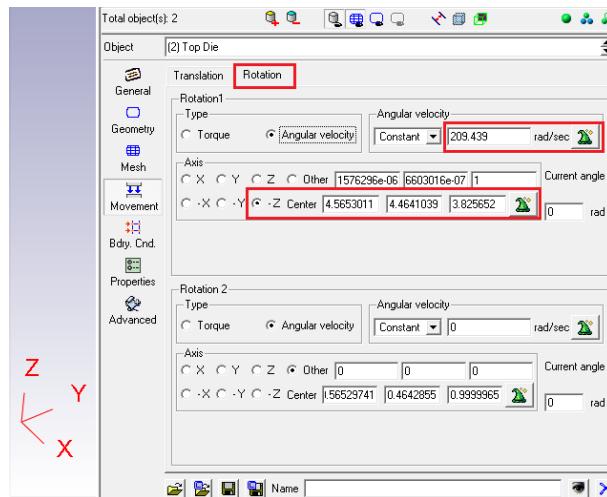 Total object(s): 2
Object
(2) Top Die
General
Geometry
Mesh
Movement
Bdry. Cnd.
Properties
Advanced
Translation
Rotation
Rotation1
Type
Torque
Angular velocity
Angular velocity
Constant
209.439
rad/sec
Axis
X Y Z Other 1576296e-06 6603016e-07 1
-X -Y -Z Center 4.5653011 4.4641039 3.825652
Current angle
0 rad
Rotation 2
Type
Torque
Angular velocity
Angular velocity
Constant
0
rad/sec
Axis
X Y Z Other 0 0 0
-X -Y -Z Center .56529741 0.4642855 0.9999965
Current angle
0 rad
Z
Y
X
Name